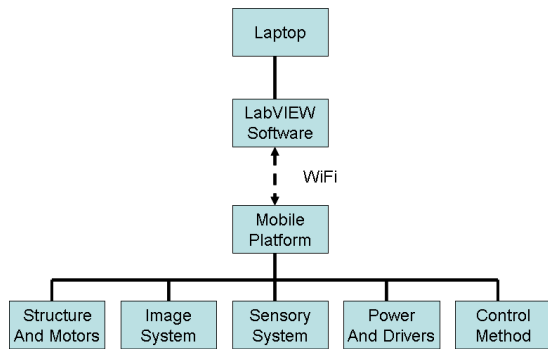 Laptop
LabVIEW
Software
WiFi
Mobile
Platform
Structure
And Motors
Image
System
Sensory
System
Power
And Drivers
Control
Method